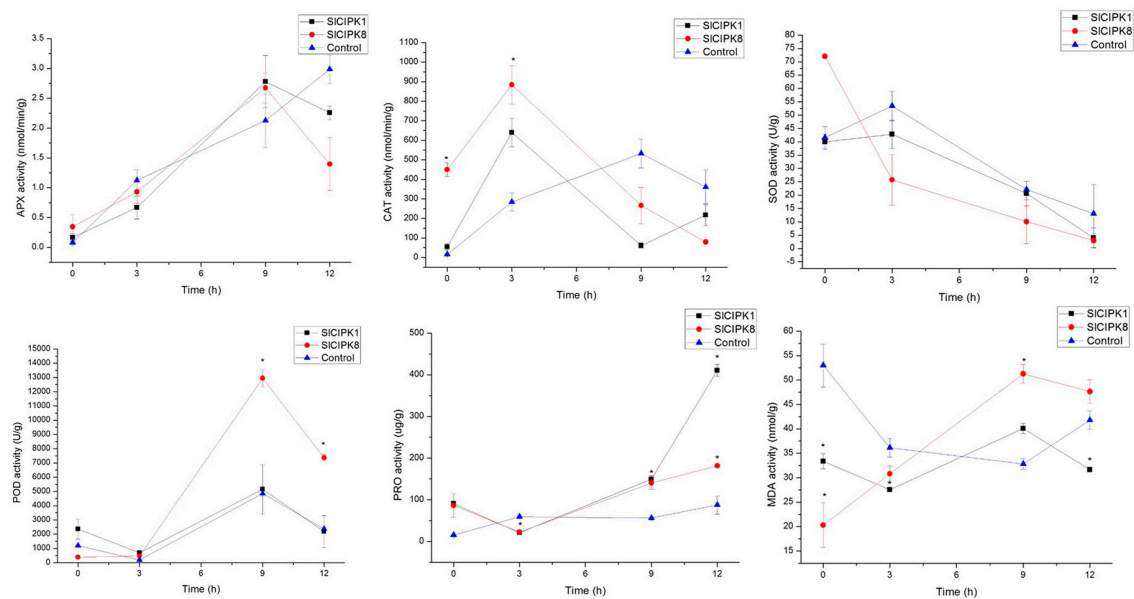 SlCIPK1
SlCIPK8
Control
APX activity (nmol/min/g)
3.5
3.0
2.5
2.0
1.5
1.0
0.5
0.0
0 3 6 9 12
Time (h)
SlCIPK1
SlCIPK8
Control
CAT activity (nmol/min/g)
1100
1000
900
800
700
600
500
400
300
200
100
0
-100
*
*
0 3 6 9 12
Time (h)
SlCIPK1
SlCIPK8
Control
SOD activity (U/g)
80
75
70
65
60
55
50
45
40
35
30
25
20
15
10
5
0
-5
0 3 6 9 12
Time (h)
SlCIPK1
SlCIPK8
Control
POD activity (U/g)
15000
14000
13000
12000
11000
10000
9000
8000
7000
6000
5000
4000
3000
2000
1000
0
*
*
0 3 6 9 12
Time (h)
SlCIPK1
SlCIPK8
Control
PRO activity (ug/g)
500
400
300
200
100
0
*
*
*
*
0 3 6 9 12
Time (h)
SlCIPK1
SlCIPK8
Control
MDA activity (nmol/g)
60
55
50
45
40
35
30
25
20
15
*
*
*
*
*
0 3 6 9 12
Time (h)